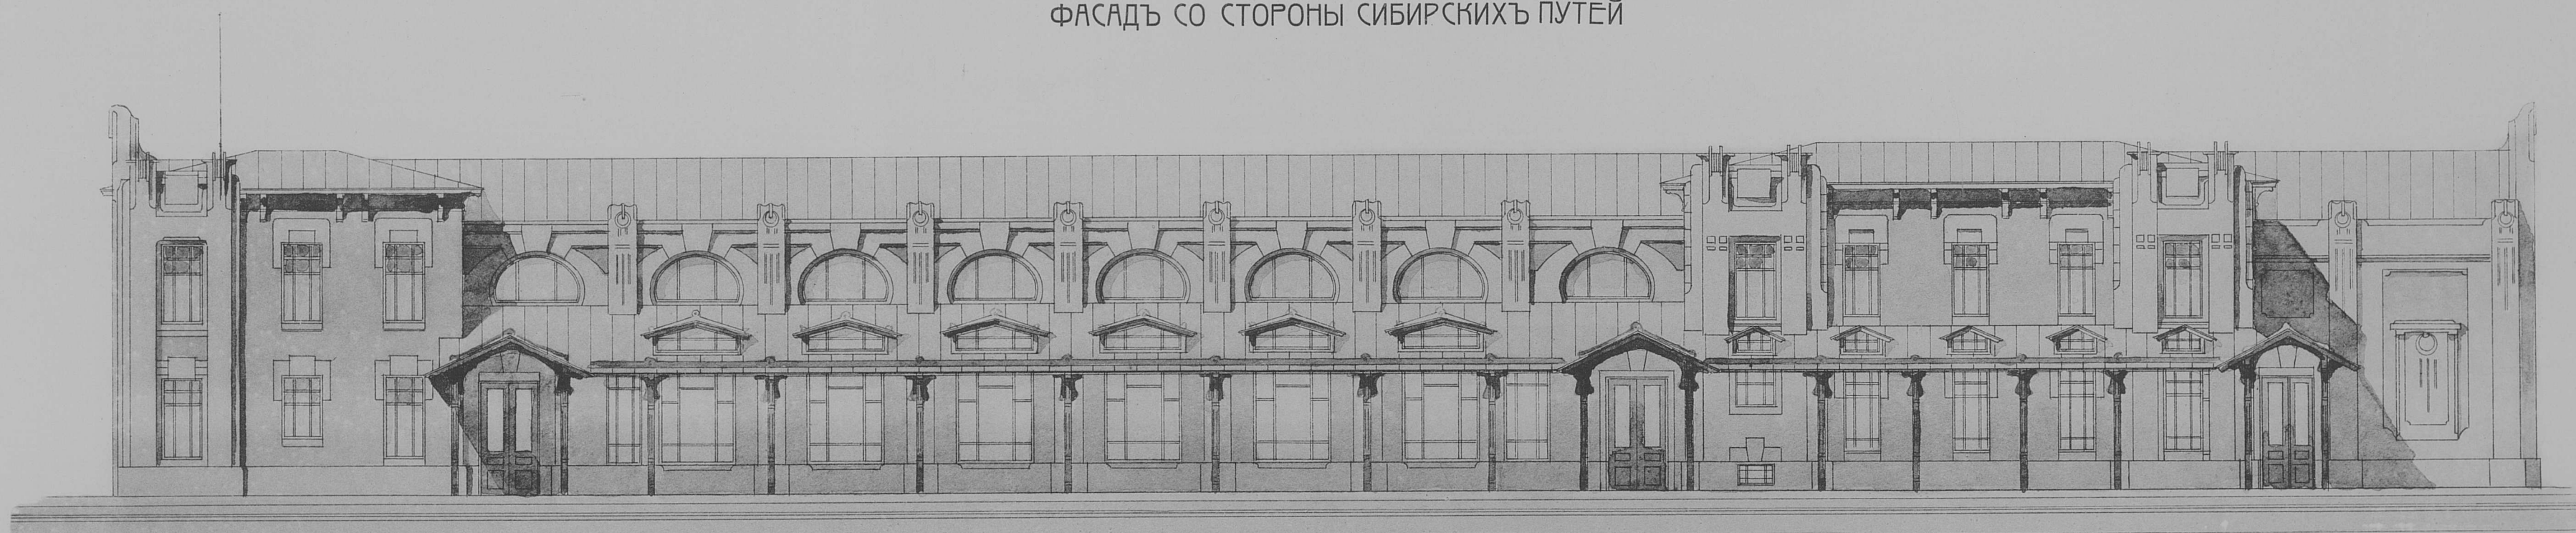 ФАСАДЪ СО СТОРОНЫ СИБИРСКИХЪ ПУТЕЙ